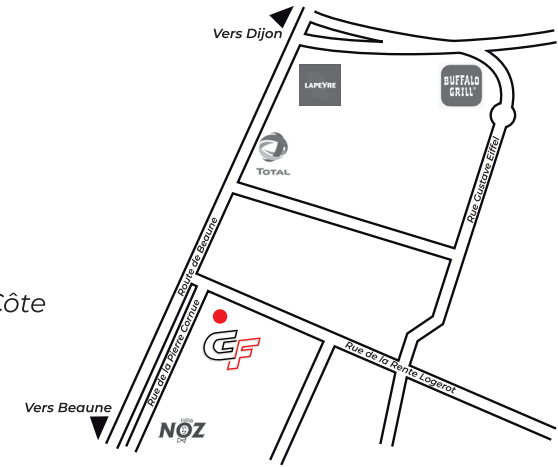 Vers Dijon
LAPEYRE
BUFFALO
GRILL
TOTAL
Rue Gustave Eiffel
Route de Beaune
Côte
Rue de la Pierre Cornue
GF
Rue de la Rente Logerot
Vers Beaune
NOZ